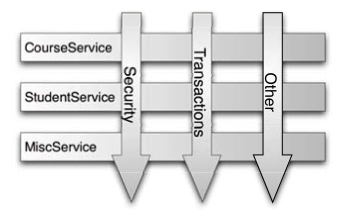 CourseService
StudentService
MiscService
Security
Transactions
Other